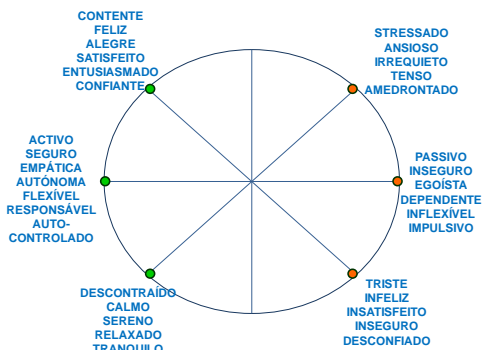 CONTENTE
FELIZ
ALEGRE
SATISFEITO
ENTUSIASMADO
CONFIANTE
STRESSADO
ANSIOSO
IRREQUIETO
TENSO
AMEDRONTADO
ACTIVO
SEGURO
EMPÁTICA
AUTÓNOMA
FLEXÍVEL
RESPONSÁVEL
AUTO-
CONTROLADO
PASSIVO
INSEGURO
EGOÍSTA
DEPENDENTE
INFLEXÍVEL
IMPULSIVO
DESCONTRAÍDO
CALMO
SERENO
RELAXADO
TRANQUILO
TRISTE
INFELIZ
INSATISFEITO
INSEGURO
DESCONFIADO